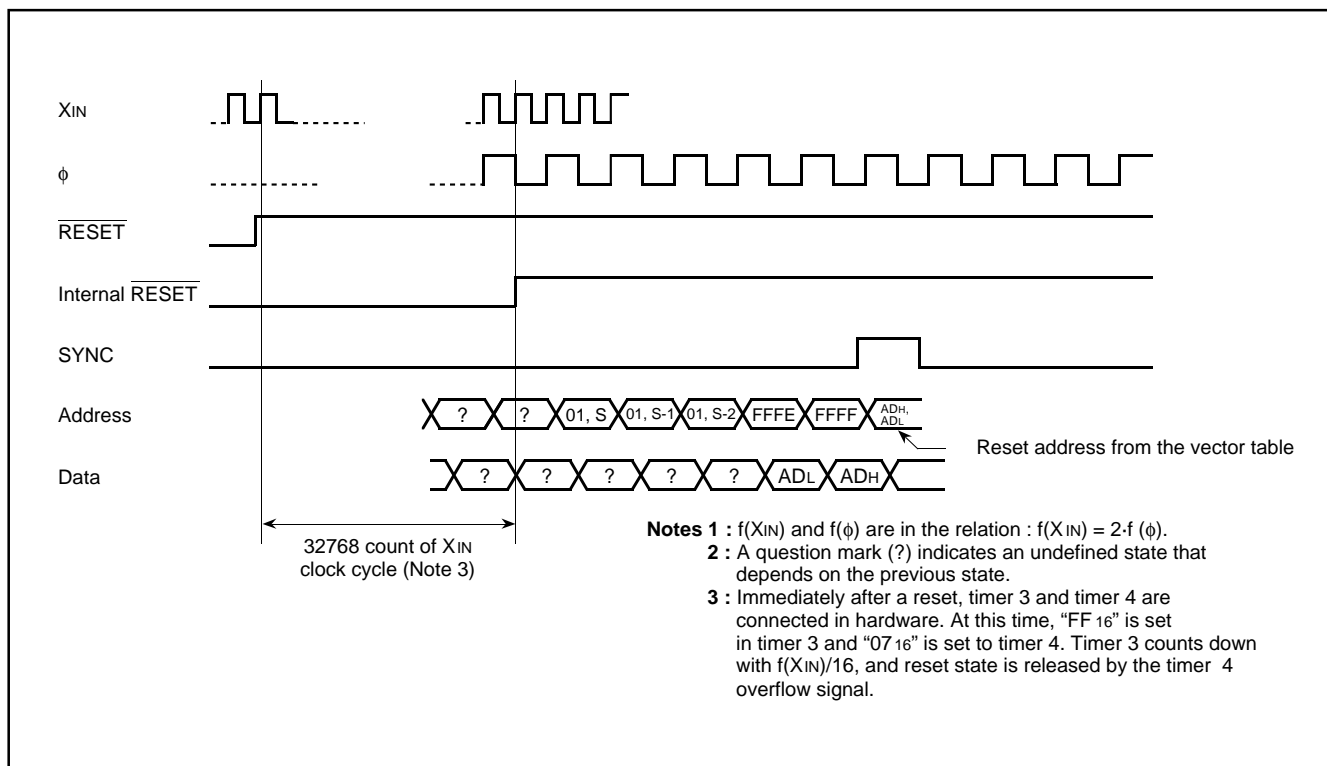 XIN
ϕ
RESET
Internal RESET
SYNC
Address
? ? 01, S 01, S-1 01, S-2 FFFE FFFF ADH, ADL
Reset address from the vector table
Data
? ? ? ? ? ADL ADH
32768 count of XIN
clock cycle (Note 3)
Notes 1 : f(XIN) and f(ϕ) are in the relation : f(XIN) = 2·f (ϕ).
2 : A question mark (?) indicates an undefined state that
depends on the previous state.
3 : Immediately after a reset, timer 3 and timer 4 are
connected in hardware. At this time, “FF16” is set
in timer 3 and “0716” is set to timer 4. Timer 3 counts down
with f(XIN)/16, and reset state is released by the timer 4
overflow signal.